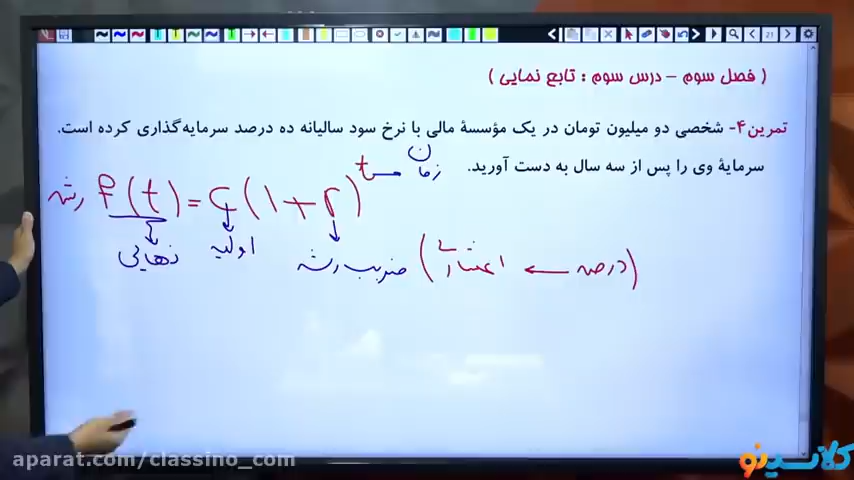 ( فصل سوم – درس سوم : تابع نمایی )
تمرین۴- شخصی دو میلیون تومان در یک مؤسسهٔ مالی با نرخ سود سالیانه ده درصد سرمایه‌گذاری کرده است.
سرمایهٔ وی را پس از سه سال به دست آورید.
زمان
رشد f(t) = c(1+r)^t
نهایی اولیه ضریب رشد (درصد → اعشار)
21
aparat.com/classino_com
کلاسینو